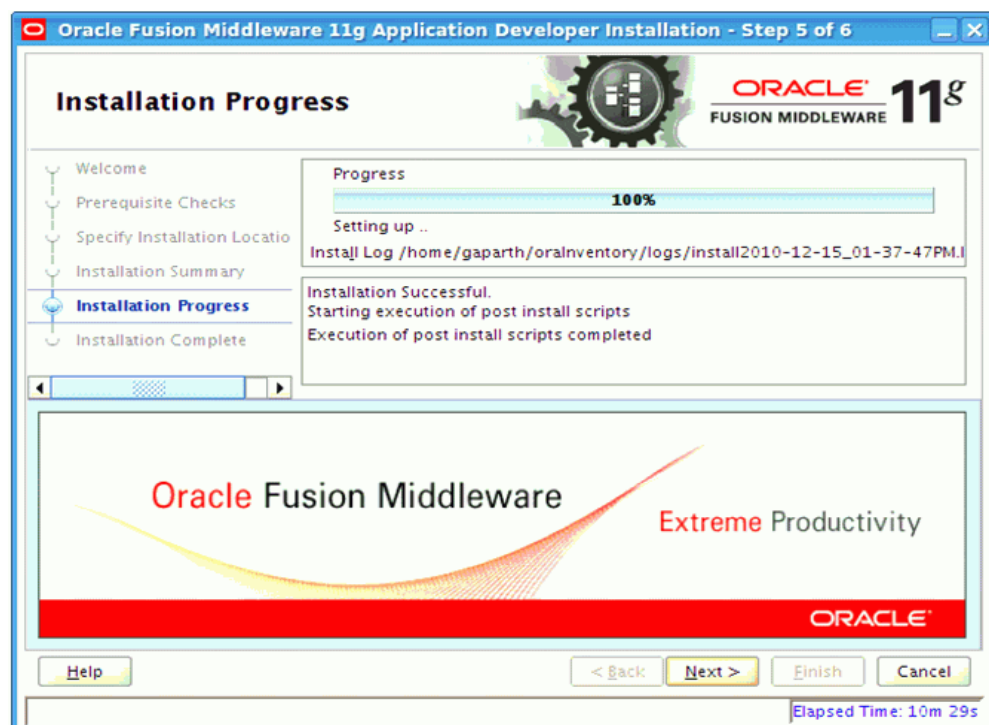 Oracle Fusion Middleware 11g Application Developer Installation - Step 5 of 6
Installation Progress
ORACLE
FUSION MIDDLEWARE
11g
Welcome
Prerequisite Checks
Specify Installation Locatio
Installation Summary
Installation Progress
Installation Complete
Progress
100%
Setting up ..
Install Log /home/gaparth/oraInventory/logs/install2010-12-15_01-37-47PM.l
Installation Successful.
Starting execution of post install scripts
Execution of post install scripts completed
Oracle Fusion Middleware
Extreme Productivity
ORACLE
Help
< Back
Next >
Finish
Cancel
Elapsed Time: 10m 29s